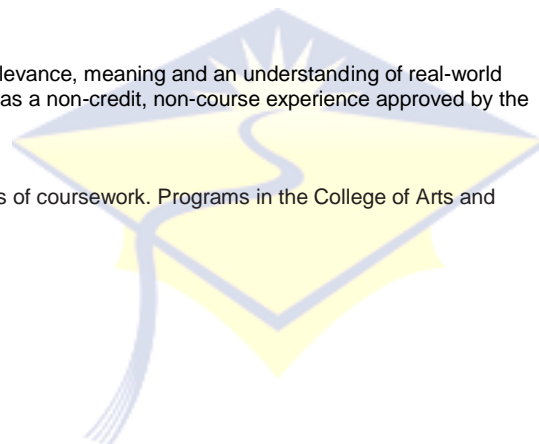 levance, meaning and an understanding of real-world
as a non-credit, non-course experience approved by the
s of coursework. Programs in the College of Arts and